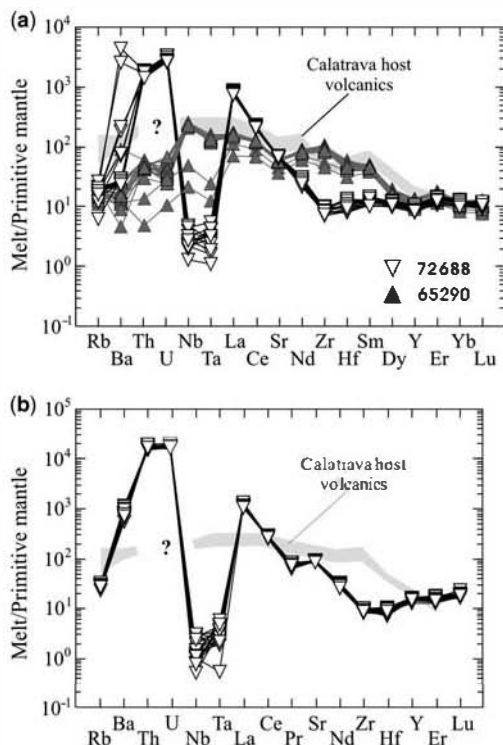 (a)
10^4
10^3
10^2
10^1
10^0
10^-1
Melt/Primitive mantle
Calatrava host
volcanics
?
72688
65290
Rb Th Nb La Sr Zr Sm Y Yb
Ba U Ta Ce Nd Hf Dy Er Lu
(b)
10^5
10^4
10^3
10^2
10^1
10^0
10^-1
Melt/Primitive mantle
Calatrava host
volcanics
?
Ba U Ta Ce Sr Zr Y Lu
Rb Th Nb La Pr Nd Hf Er